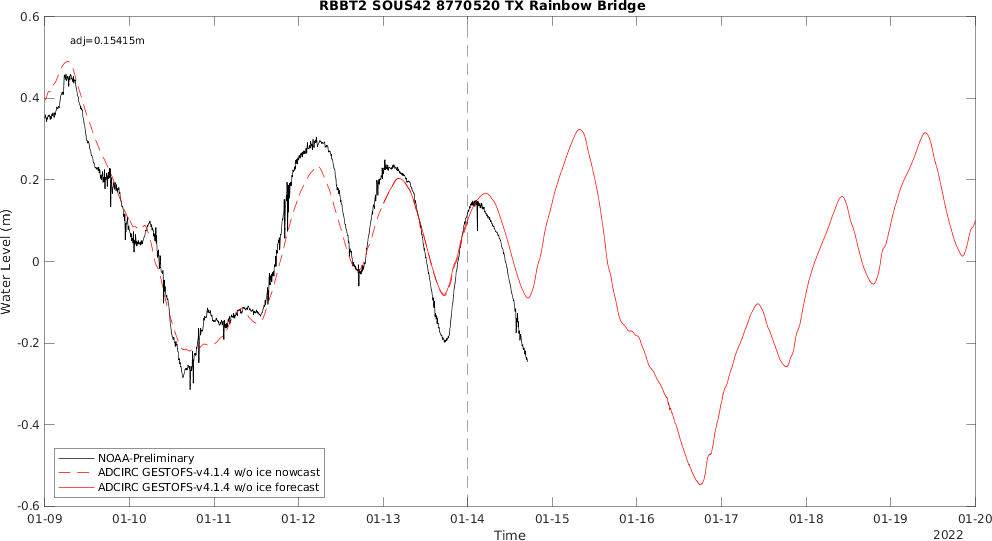 RBBT2 SOUS42 8770520 TX Rainbow Bridge
adj=0.15415m
0.6
0.4
0.2
0
-0.2
-0.4
-0.6
Water Level (m)
NOAA-Preliminary
ADCIRC GESTOFS-v4.1.4 w/o ice nowcast
ADCIRC GESTOFS-v4.1.4 w/o ice forecast
01-09 01-10 01-11 01-12 01-13 01-14 01-15 01-16 01-17 01-18 01-19 01-20
Time
2022